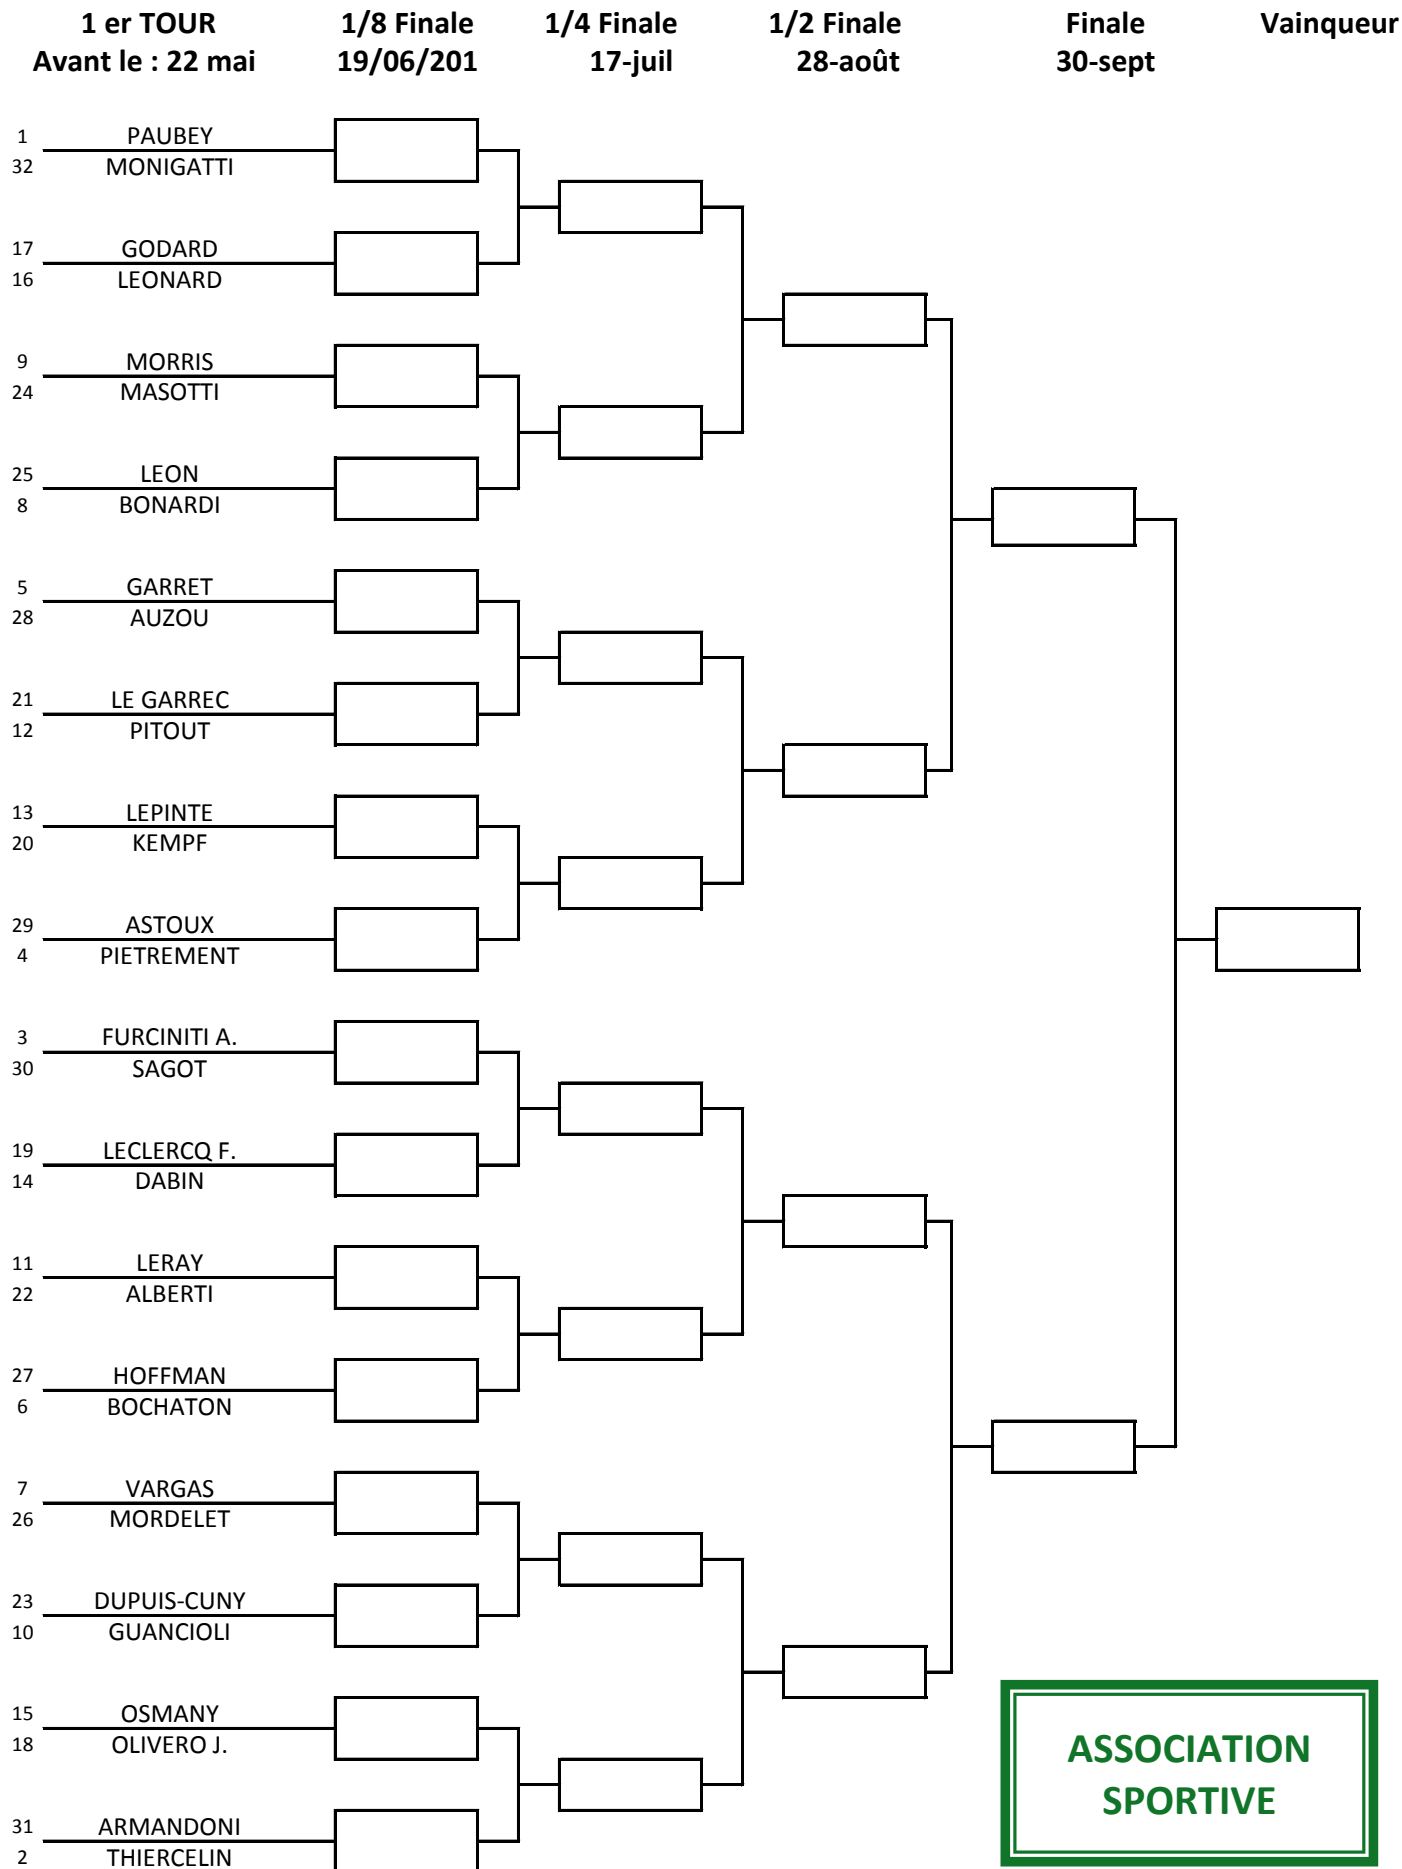 1 er TOUR 1/8 Finale 1/4 Finale 1/2 Finale Finale Vainqueur
Avant le : 22 mai 19/06/201 17-juil 28-août 30-sept
1 PAUBEY
32 MONIGATTI
17 GODARD
16 LEONARD
9 MORRIS
24 MASOTTI
25 LEON
8 BONARDI
5 GARRET
28 AUZOU
21 LE GARREC
12 PITOUT
13 LEPINTE
20 KEMPF
29 ASTOUX
4 PIETREMENT
3 FURCINITI A.
30 SAGOT
19 LECLERCQ F.
14 DABIN
11 LERAY
22 ALBERTI
27 HOFFMAN
6 BOCHATON
7 VARGAS
26 MORDELET
23 DUPUIS-CUNY
10 GUANCIOLI
15 OSMANY
18 OLIVERO J.
31 ARMANDONI
2 THIERCELIN
ASSOCIATION
SPORTIVE